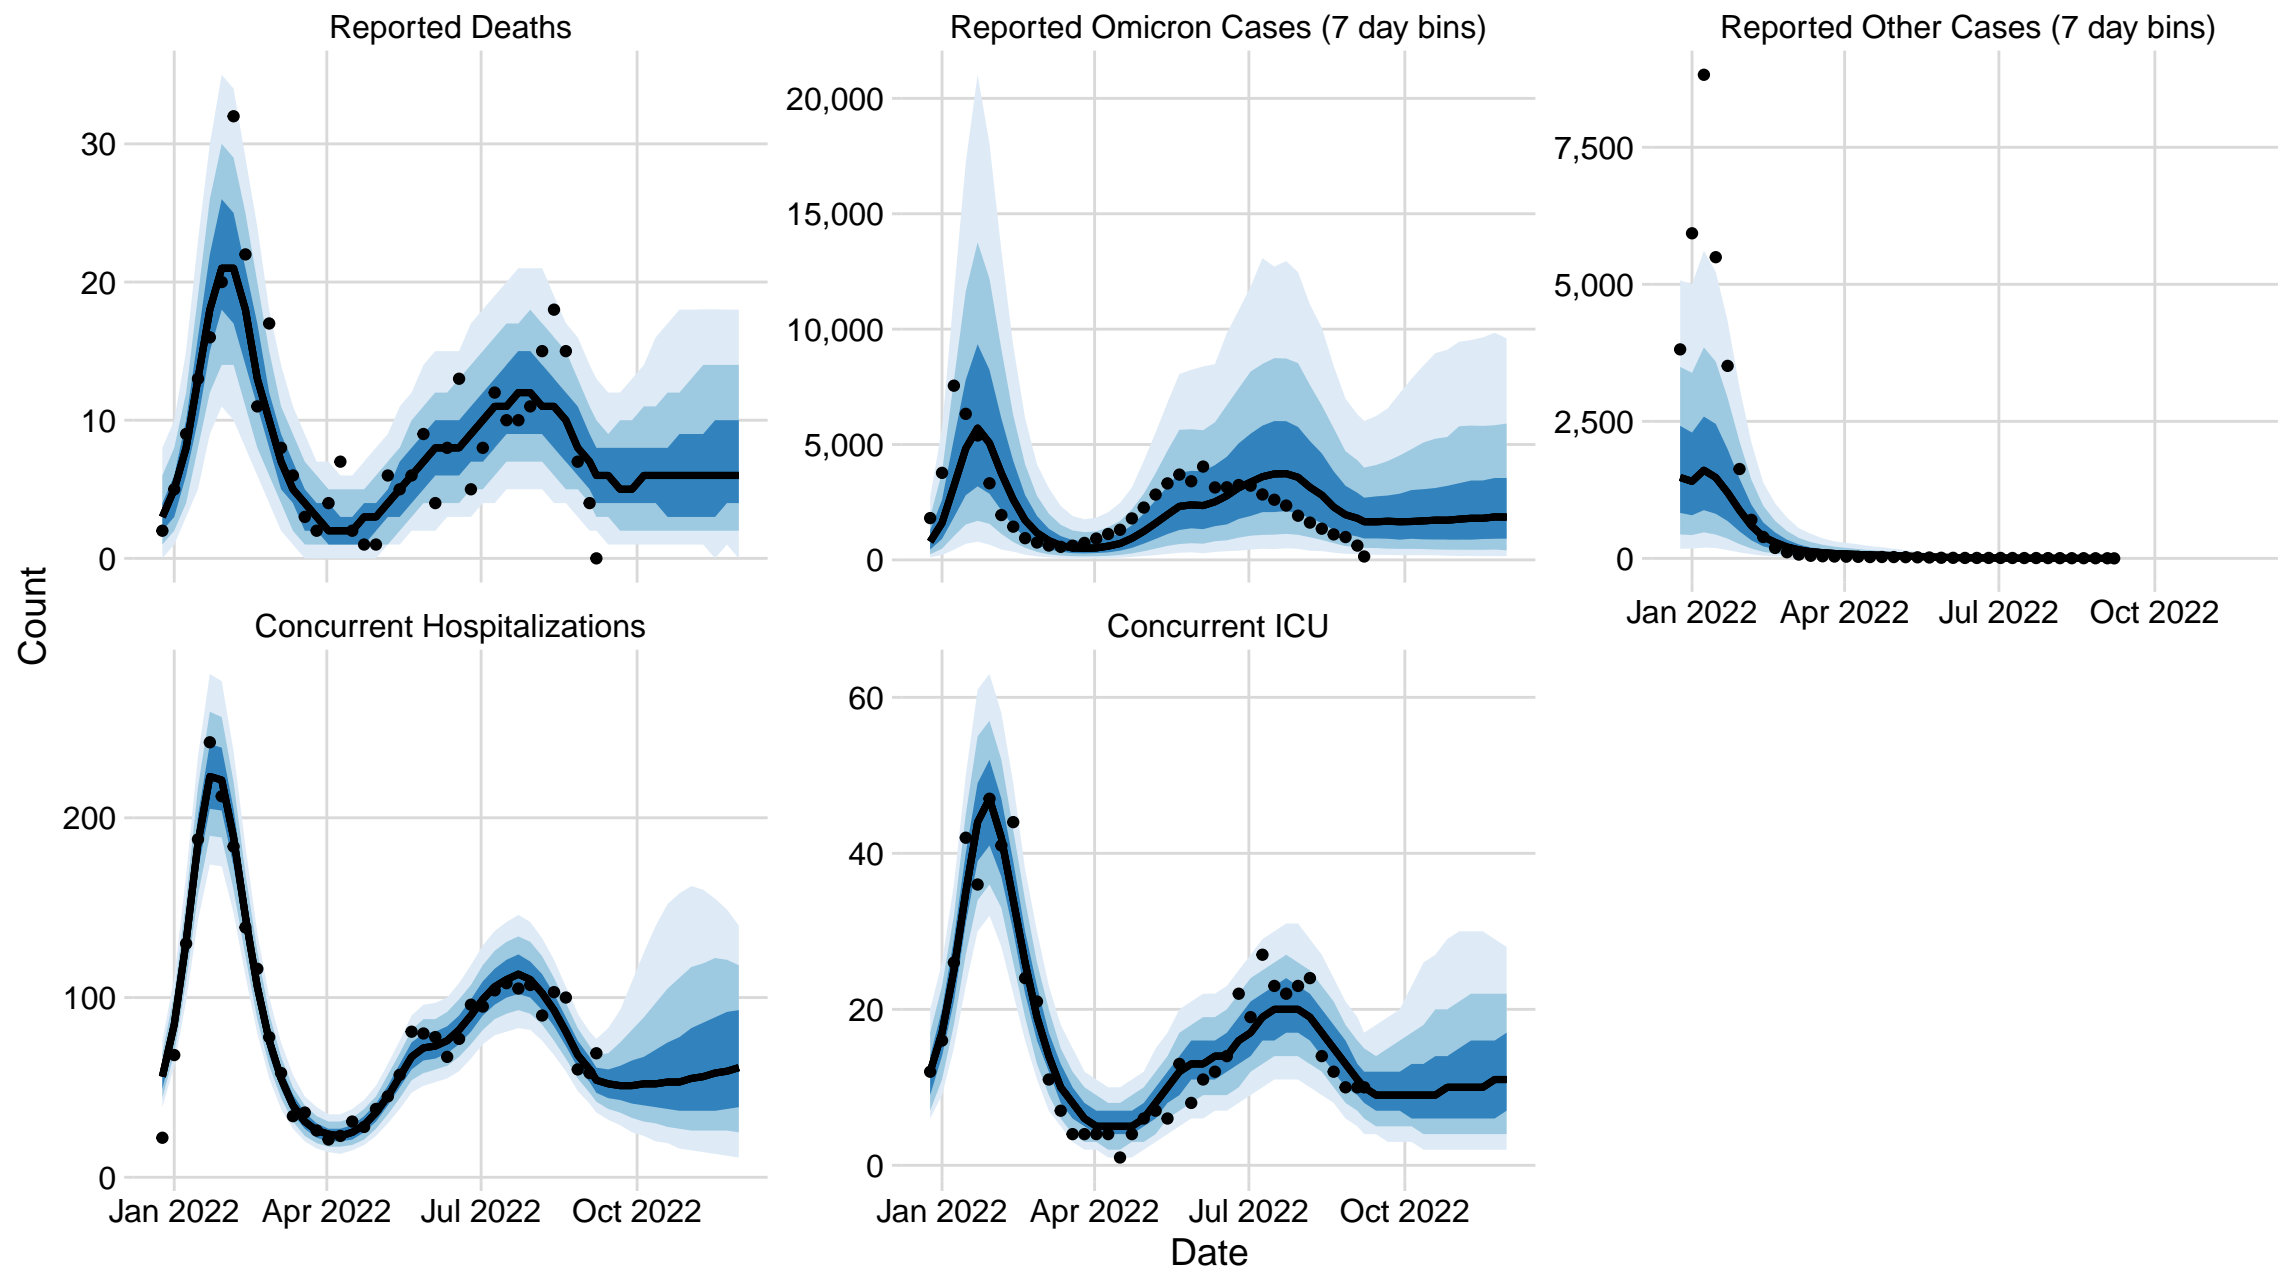 Reported Deaths
Reported Omicron Cases (7 day bins)
Reported Other Cases (7 day bins)
30
20
10
0
20,000
15,000
10,000
5,000
0
7,500
5,000
2,500
0
Jan 2022 Apr 2022 Jul 2022 Oct 2022
Count
Concurrent Hospitalizations
Concurrent ICU
200
100
0
60
40
20
0
Jan 2022 Apr 2022 Jul 2022 Oct 2022
Jan 2022 Apr 2022 Jul 2022 Oct 2022
Date